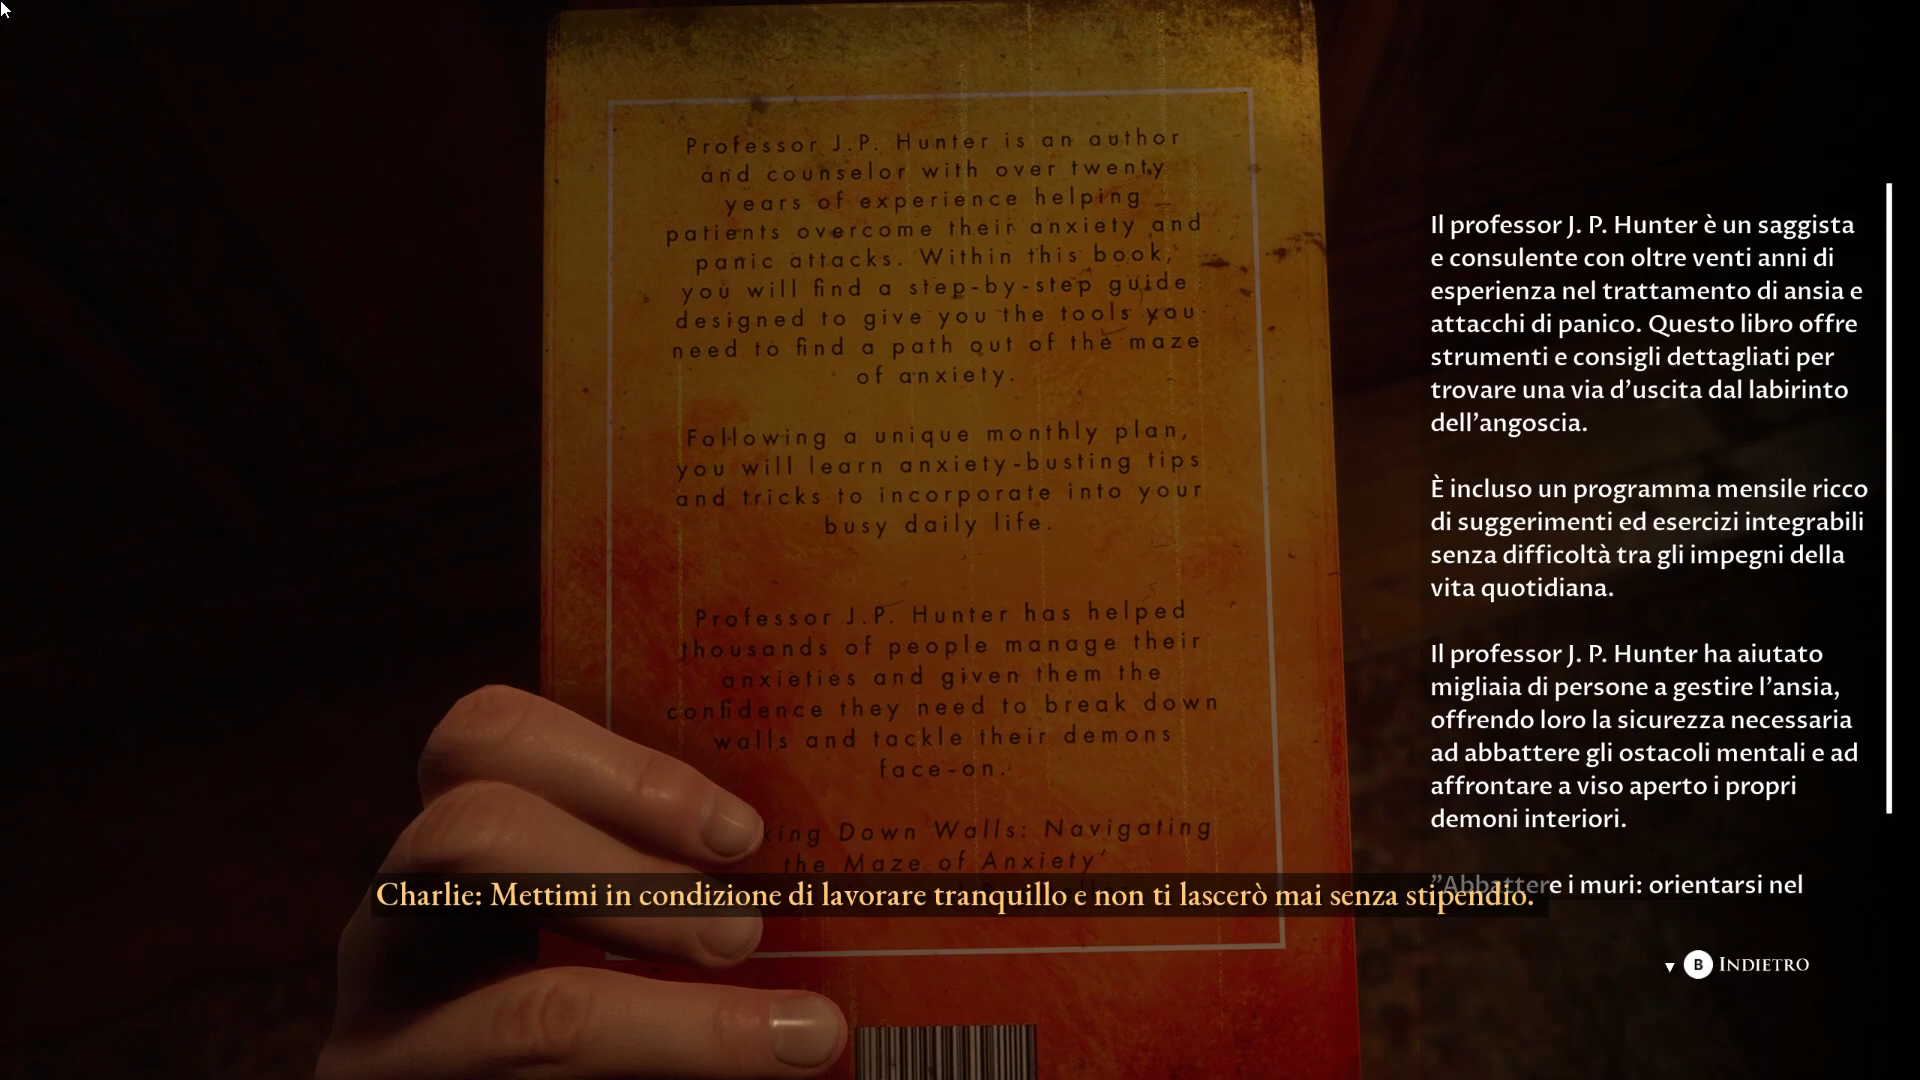 Professor J.P. Hunter is an author
and counselor with over twenty
years of experience helping
patients overcome their anxiety and
panic attacks. Within this book,
you will find a step-by-step guide
designed to give you the tools you
need to find a path out of the maze
of anxiety.
Following a unique monthly plan,
you will learn anxiety-busting tips
and tricks to incorporate into your
busy daily life.
Professor J.P. Hunter has helped
thousands of people manage their
anxieties and given them the
confidence they need to break down
walls and tackle their demons
face-on.
king Down Walls: Navigating
the Maze of Anxiety'
Il professor J. P. Hunter è un saggista
e consulente con oltre venti anni di
esperienza nel trattamento di ansia e
attacchi di panico. Questo libro offre
strumenti e consigli dettagliati per
trovare una via d’uscita dal labirinto
dell’angoscia.
È incluso un programma mensile ricco
di suggerimenti ed esercizi integrabili
senza difficoltà tra gli impegni della
vita quotidiana.
Il professor J. P. Hunter ha aiutato
migliaia di persone a gestire l’ansia,
offrendo loro la sicurezza necessaria
ad abbattere gli ostacoli mentali e ad
affrontare a viso aperto i propri
demoni interiori.
”Abbattere i muri: orientarsi nel
Charlie: Mettimi in condizione di lavorare tranquillo e non ti lascerò mai senza stipendio.
B INDIETRO